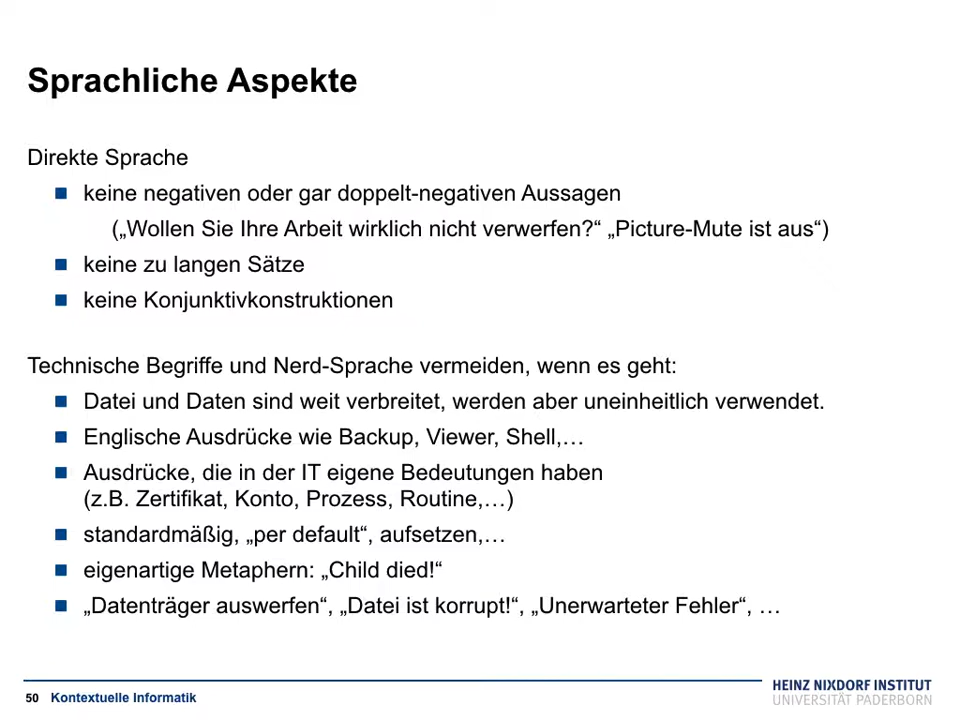 Sprachliche Aspekte
Direkte Sprache
■ keine negativen oder gar doppelt-negativen Aussagen
(„Wollen Sie Ihre Arbeit wirklich nicht verwerfen?“ „Picture-Mute ist aus“)
■ keine zu langen Sätze
■ keine Konjunktivkonstruktionen
Technische Begriffe und Nerd-Sprache vermeiden, wenn es geht:
■ Datei und Daten sind weit verbreitet, werden aber uneinheitlich verwendet.
■ Englische Ausdrücke wie Backup, Viewer, Shell,…
■ Ausdrücke, die in der IT eigene Bedeutungen haben
(z.B. Zertifikat, Konto, Prozess, Routine,…)
■ standardmäßig, „per default“, aufsetzen,…
■ eigenartige Metaphern: „Child died!“
■ „Datenträger auswerfen“, „Datei ist korrupt!“, „Unerwarteter Fehler“, …
50 Kontextuelle Informatik
HEINZ NIXDORF INSTITUT
UNIVERSITÄT PADERBORN